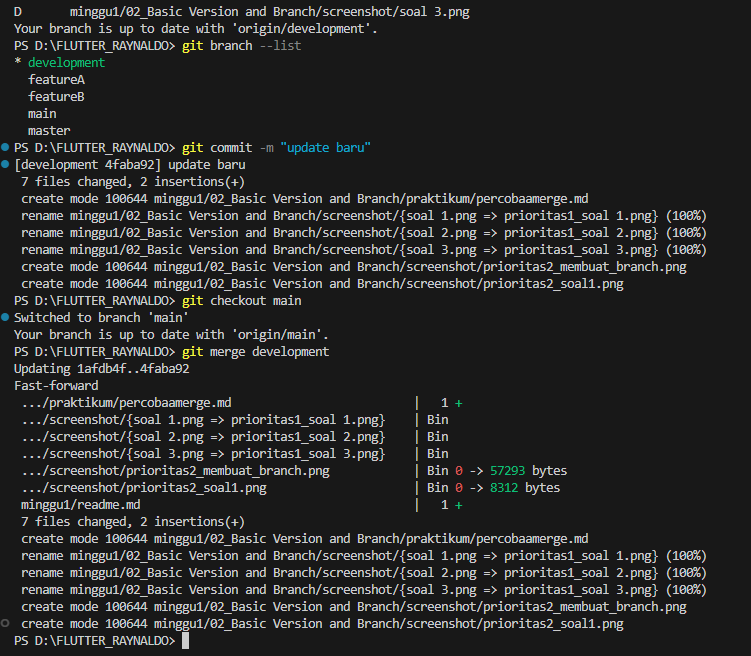 D       minggu1/02_Basic Version and Branch/screenshot/soal 3.png
Your branch is up to date with 'origin/development'.
PS D:\FLUTTER_RAYNALDO> git branch --list
* development
  featureA
  featureB
  main
  master
PS D:\FLUTTER_RAYNALDO> git commit -m "update baru"
[development 4faba92] update baru
 7 files changed, 2 insertions(+)
 create mode 100644 minggu1/02_Basic Version and Branch/praktikum/percobaamerge.md
 rename minggu1/02_Basic Version and Branch/screenshot/{soal 1.png => prioritas1_soal 1.png} (100%)
 rename minggu1/02_Basic Version and Branch/screenshot/{soal 2.png => prioritas1_soal 2.png} (100%)
 rename minggu1/02_Basic Version and Branch/screenshot/{soal 3.png => prioritas1_soal 3.png} (100%)
 create mode 100644 minggu1/02_Basic Version and Branch/screenshot/prioritas2_membuat_branch.png
 create mode 100644 minggu1/02_Basic Version and Branch/screenshot/prioritas2_soal1.png
PS D:\FLUTTER_RAYNALDO> git checkout main
Switched to branch 'main'
Your branch is up to date with 'origin/main'.
PS D:\FLUTTER_RAYNALDO> git merge development
Updating 1afdb4f..4faba92
Fast-forward
 .../praktikum/percobaamerge.md                          |   1 +
 .../screenshot/{soal 1.png => prioritas1_soal 1.png}    | Bin
 .../screenshot/{soal 2.png => prioritas1_soal 2.png}    | Bin
 .../screenshot/{soal 3.png => prioritas1_soal 3.png}    | Bin
 .../screenshot/prioritas2_membuat_branch.png            | Bin 0 -> 57293 bytes
 .../screenshot/prioritas2_soal1.png                     | Bin 0 -> 8312 bytes
 minggu1/readme.md                                       |   1 +
 7 files changed, 2 insertions(+)
 create mode 100644 minggu1/02_Basic Version and Branch/praktikum/percobaamerge.md
 rename minggu1/02_Basic Version and Branch/screenshot/{soal 1.png => prioritas1_soal 1.png} (100%)
 rename minggu1/02_Basic Version and Branch/screenshot/{soal 2.png => prioritas1_soal 2.png} (100%)
 rename minggu1/02_Basic Version and Branch/screenshot/{soal 3.png => prioritas1_soal 3.png} (100%)
 create mode 100644 minggu1/02_Basic Version and Branch/screenshot/prioritas2_membuat_branch.png
 create mode 100644 minggu1/02_Basic Version and Branch/screenshot/prioritas2_soal1.png
PS D:\FLUTTER_RAYNALDO>